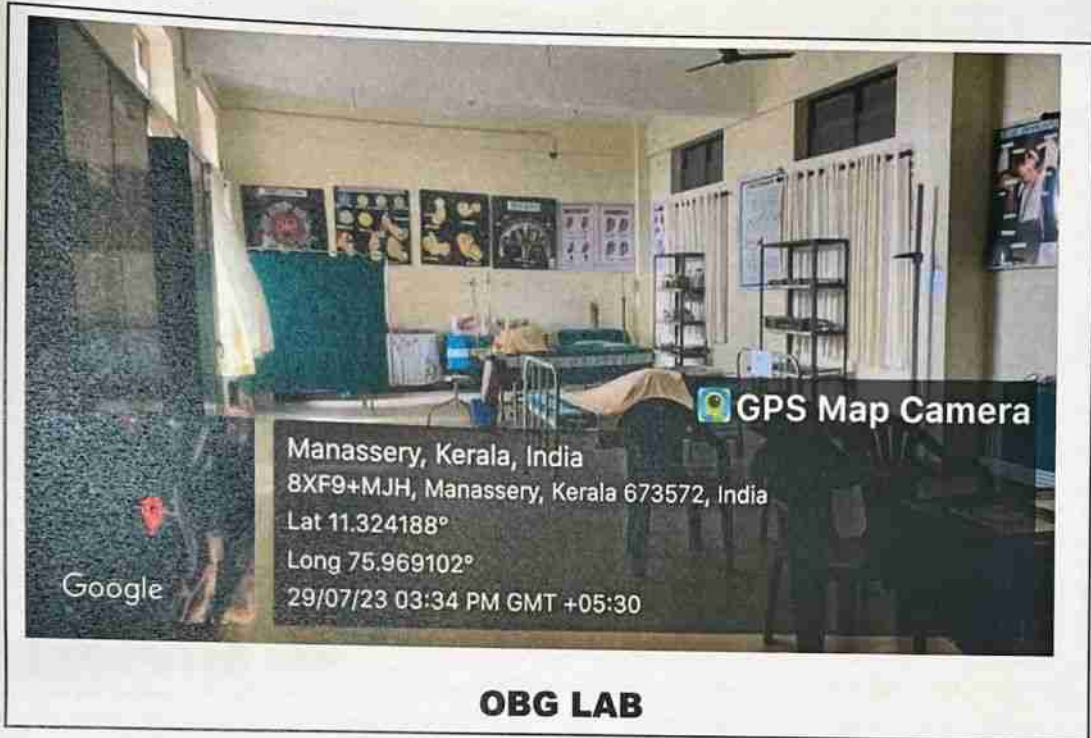 GPS Map Camera
Manassery, Kerala, India
8XF9+MJH, Manassery, Kerala 673572, India
Lat 11.324188°
Long 75.969102°
29/07/23 03:34 PM GMT +05:30
Google
OBG LAB